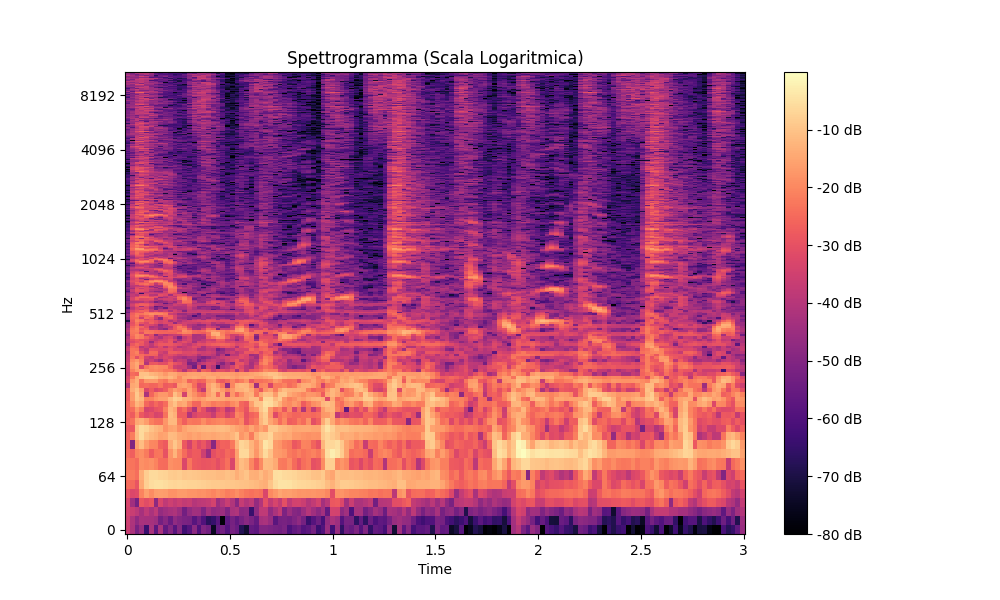 Spettrogramma (Scala Logaritmica)
8192
4096
2048
1024
512
256
128
64
0
Hz
0 0.5 1 1.5 2 2.5 3
Time
-10 dB
-20 dB
-30 dB
-40 dB
-50 dB
-60 dB
-70 dB
-80 dB